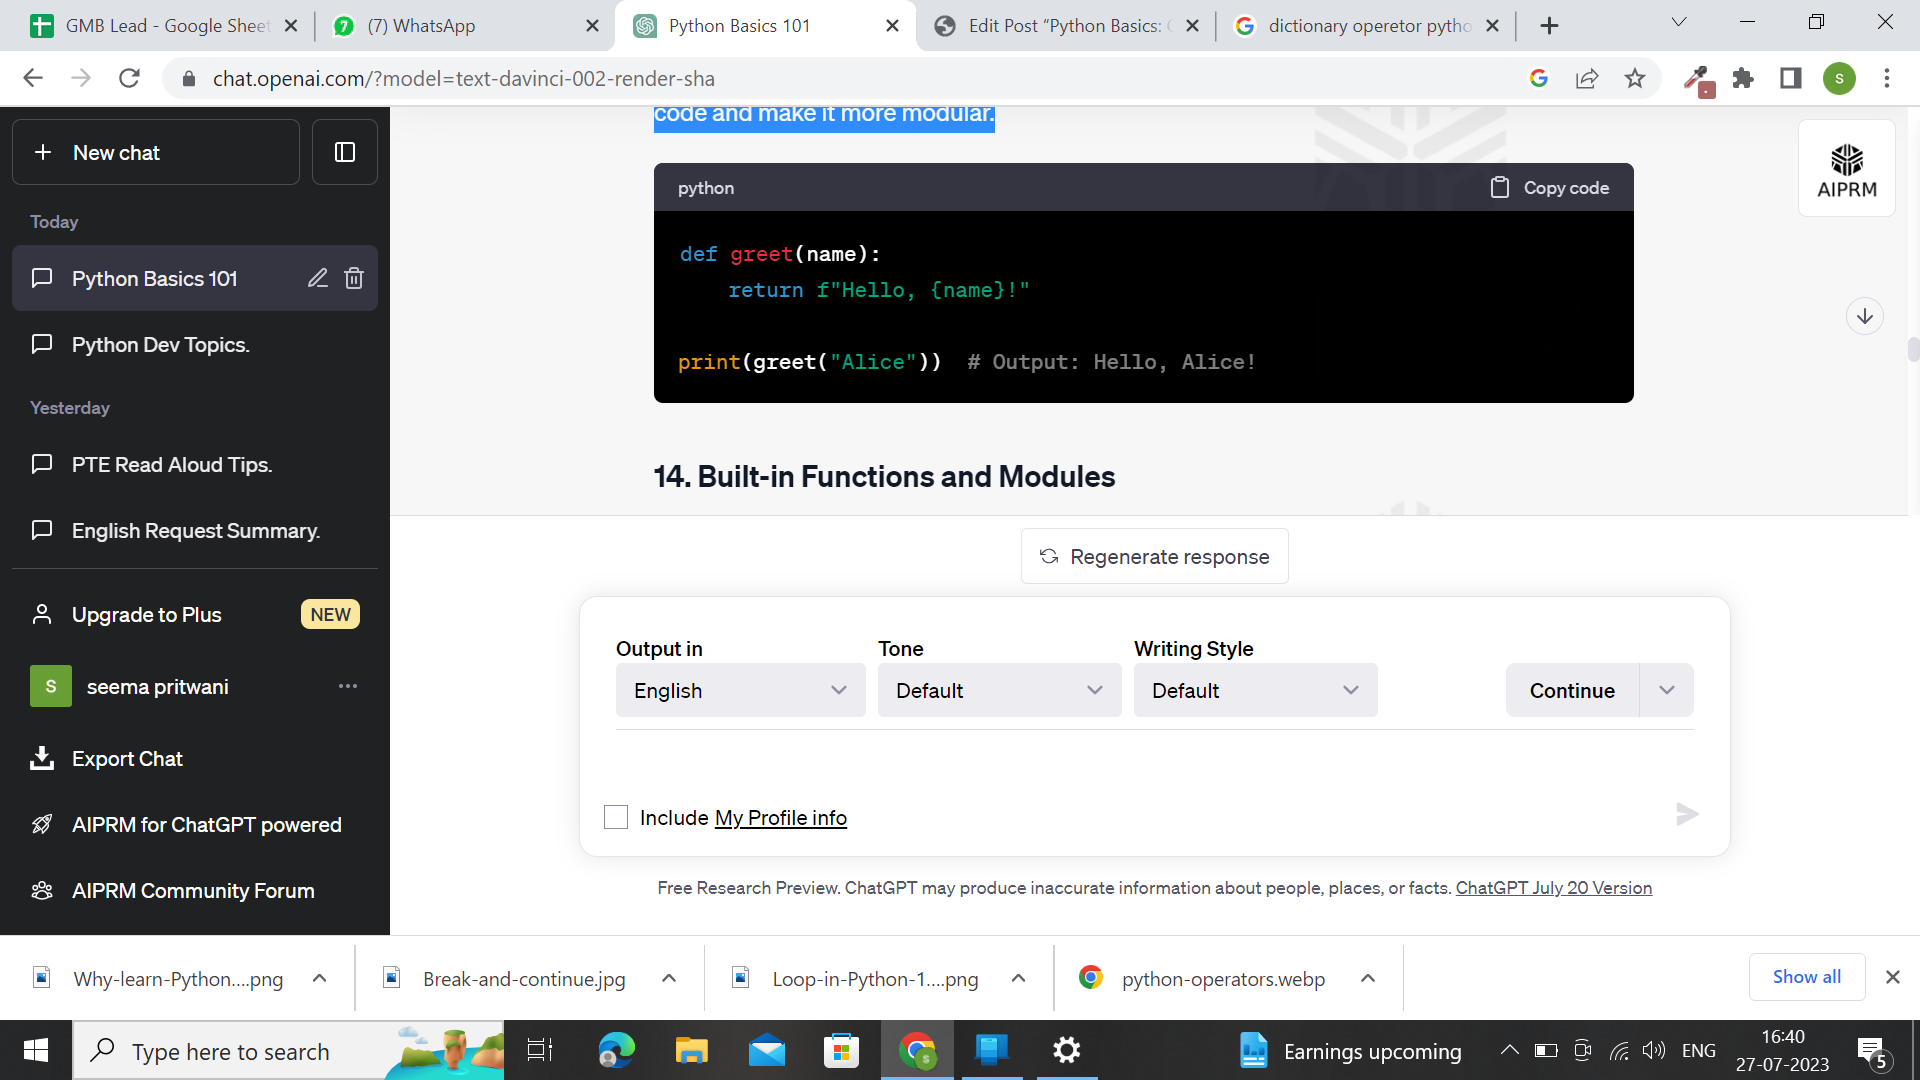 GMB Lead - Google Sheet
(7) WhatsApp
Python Basics 101
Edit Post “Python Basics: C
dictionary operetor pytho
chat.openai.com/?model=text-davinci-002-render-sha
S
New chat
Today
Python Basics 101
Python Dev Topics.
Yesterday
PTE Read Aloud Tips.
English Request Summary.
Upgrade to Plus
NEW
S
seema pritwani
Export Chat
AIPRM for ChatGPT powered
AIPRM Community Forum
code and make it more modular.
python
Copy code
def greet(name):
return f"Hello, {name}!"
print(greet("Alice")) # Output: Hello, Alice!
14. Built-in Functions and Modules
AIPRM
Regenerate response
Output in
Tone
Writing Style
English
Default
Default
Continue
Include My Profile info
Free Research Preview. ChatGPT may produce inaccurate information about people, places, or facts. ChatGPT July 20 Version
Why-learn-Python....png
Break-and-continue.jpg
Loop-in-Python-1....png
python-operators.webp
Show all
Type here to search
Earnings upcoming
ENG
16:40
27-07-2023
5